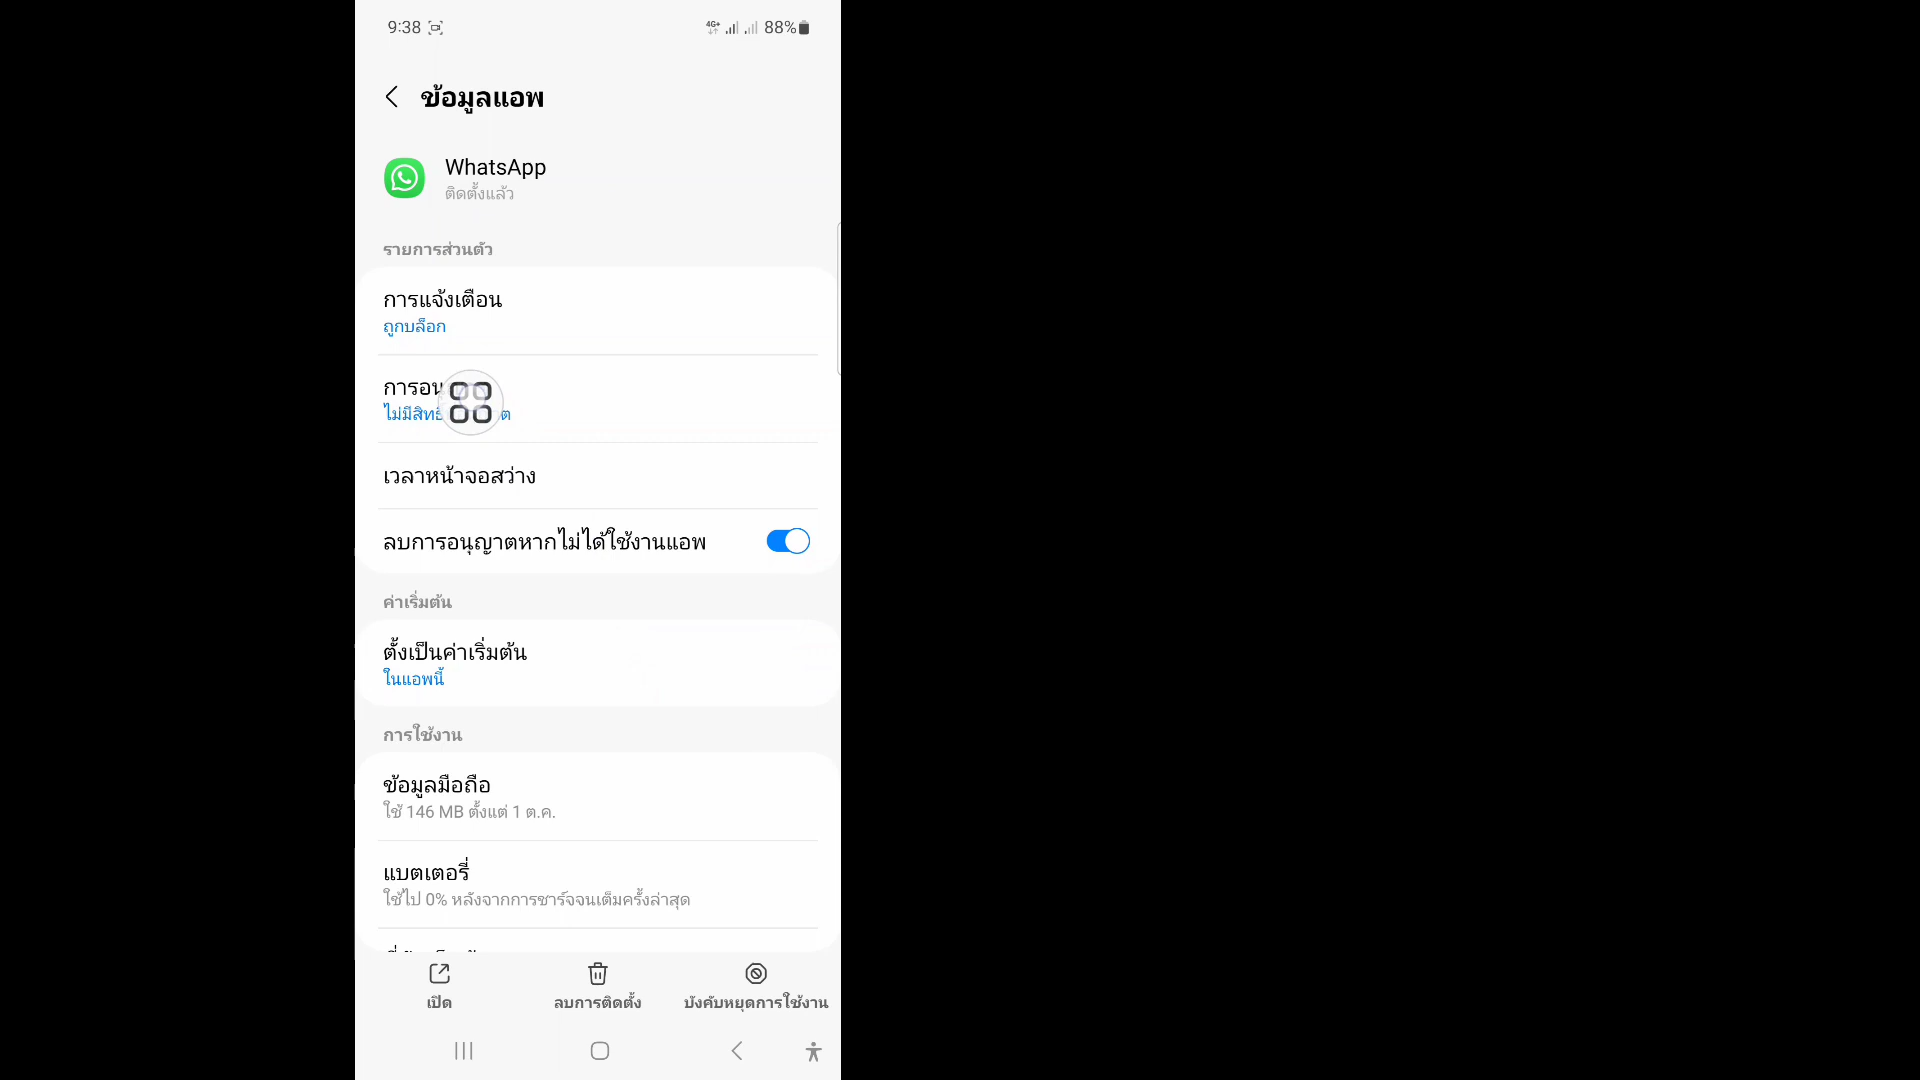 9:38 4G+ 88%
ข้อมูลแอพ
WhatsApp
ติดตั้งแล้ว
รายการส่วนตัว
การแจ้งเตือน
ถูกบล็อก
เวลาหน้าจอสว่าง
ลบการอนุญาตหากไม่ได้ใช้งานแอพ
ค่าเริ่มต้น
ตั้งเป็นค่าเริ่มต้น
ในแอพนี้
การใช้งาน
ข้อมูลมือถือ
ใช้ 146 MB ตั้งแต่ 1 ต.ค.
แบตเตอรี่
ใช้ไป 0% หลังจากการชาร์จจนเต็มครั้งล่าสุด
เปิด
ลบการติดตั้ง
บังคับหยุดการใช้งาน